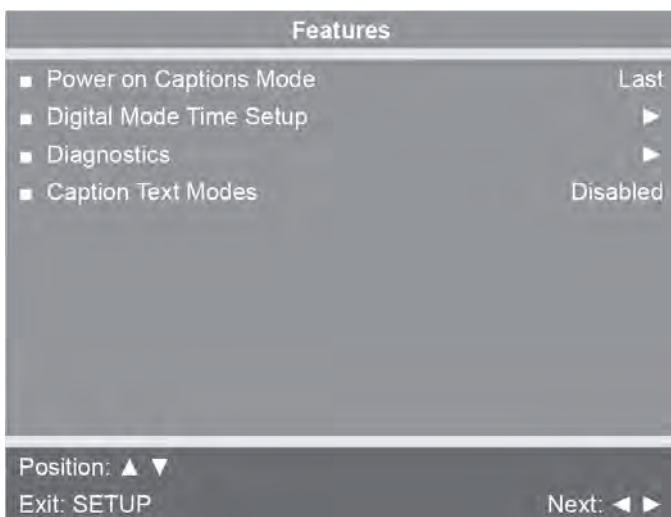 Features
■ Power on Captions Mode Last
■ Digital Mode Time Setup ►
■ Diagnostics ►
■ Caption Text Modes Disabled
Position: ▲ ▼
Exit: SETUP Next: ◄ ►